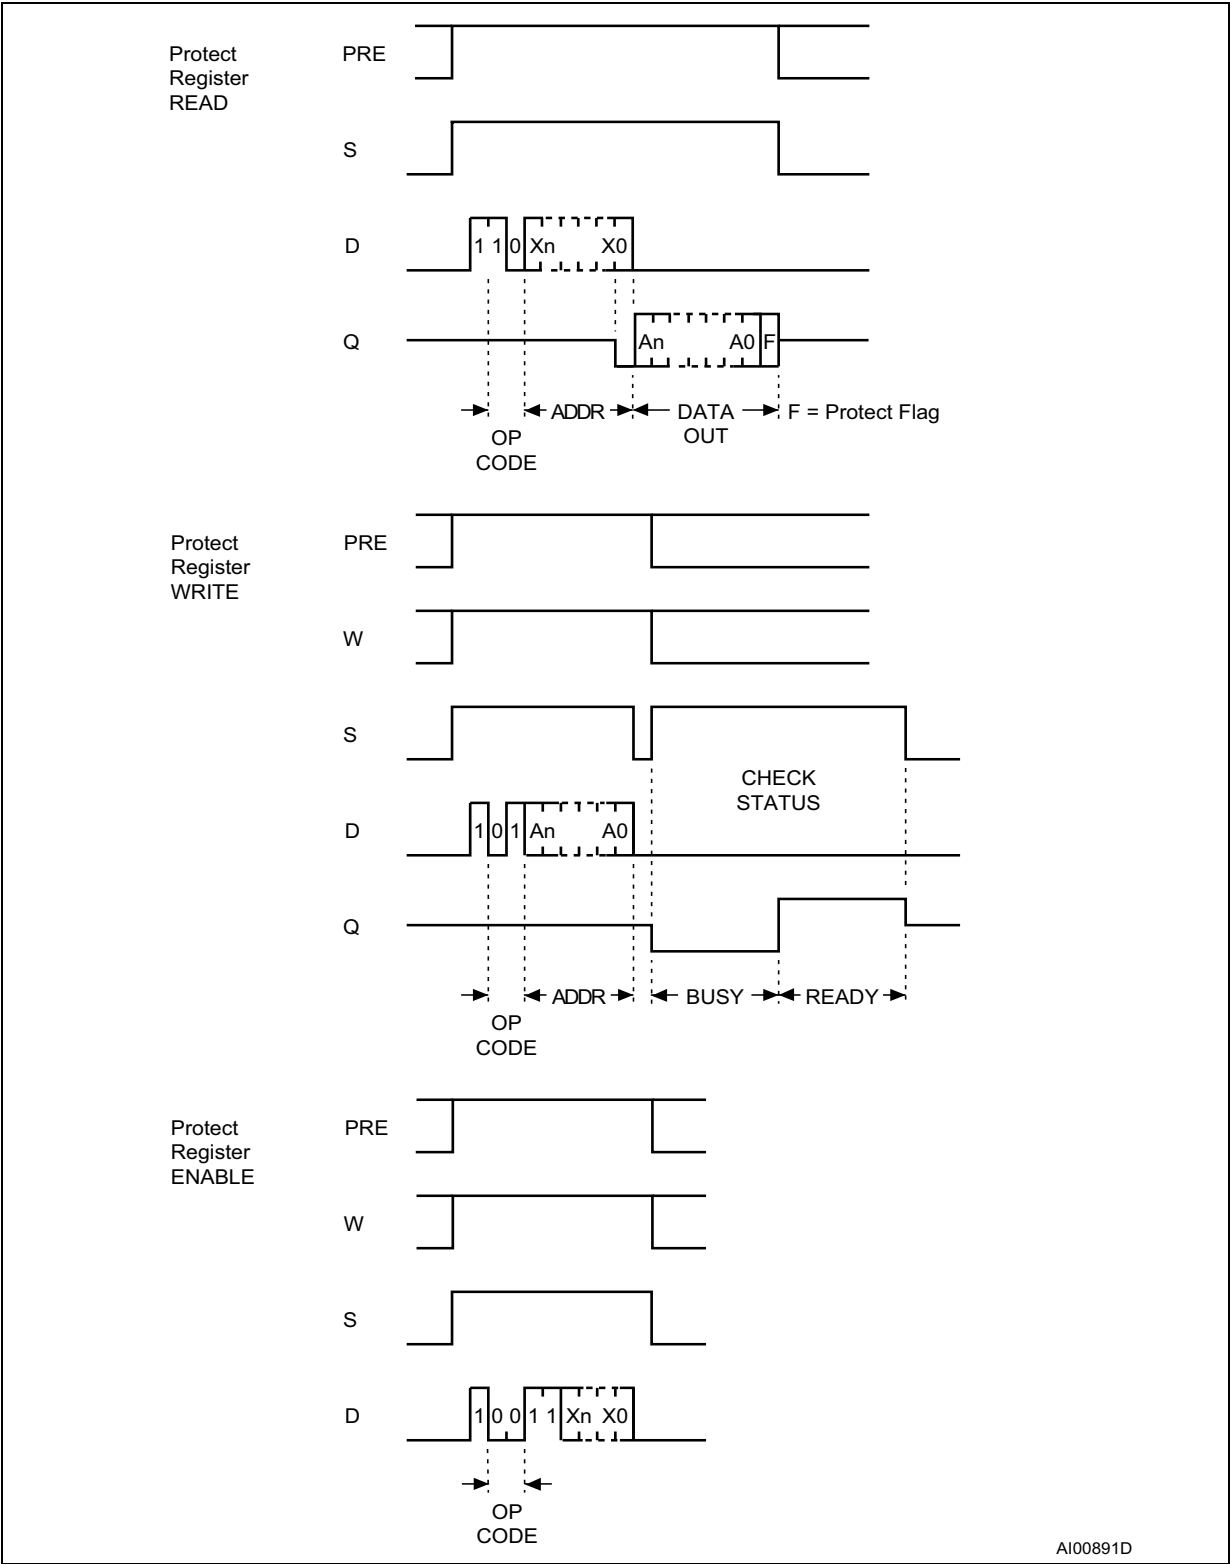 Protect
Register
READ
PRE
S
D
1 1 0 Xn X0
Q
An A0 F
ADDR
DATA
OUT
F = Protect Flag
OP
CODE
Protect
Register
WRITE
PRE
W
S
CHECK
STATUS
D
1 0 1 An A0
Q
ADDR
BUSY
READY
OP
CODE
Protect
Register
ENABLE
PRE
W
S
D
1 0 0 1 1 Xn X0
OP
CODE
AI00891D